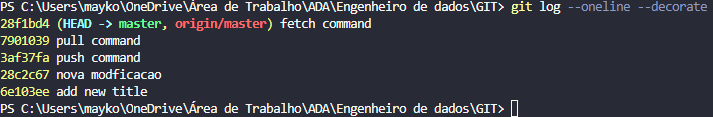 PS C:\Users\mayko\OneDrive\Área de Trabalho\ADA\Engenheiro de dados\GIT> git log --oneline --decorate
28f1bd4 (HEAD -> master, origin/master) fetch command
7901039 pull command
3af37fa push command
28c2c67 nova modficacao
6e103ee add new title
PS C:\Users\mayko\OneDrive\Área de Trabalho\ADA\Engenheiro de dados\GIT>